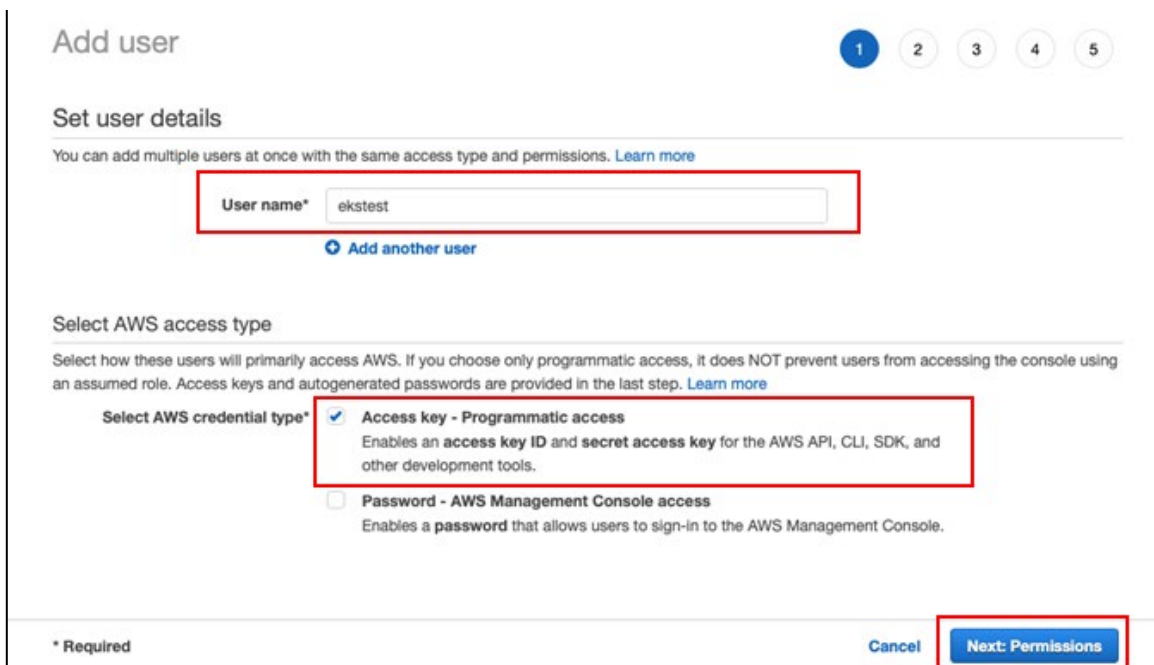 Add user
1 2 3 4 5
Set user details
You can add multiple users at once with the same access type and permissions. Learn more
User name* ekstest
Add another user
Select AWS access type
Select how these users will primarily access AWS. If you choose only programmatic access, it does NOT prevent users from accessing the console using
an assumed role. Access keys and autogenerated passwords are provided in the last step. Learn more
Select AWS credential type* Access key - Programmatic access
Enables an access key ID and secret access key for the AWS API, CLI, SDK, and
other development tools.
Password - AWS Management Console access
Enables a password that allows users to sign-in to the AWS Management Console.
* Required Cancel Next: Permissions